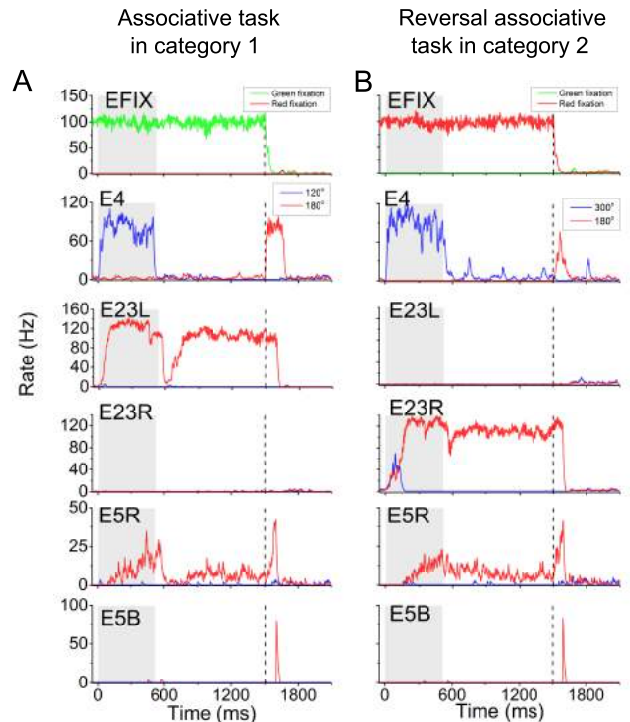 Associative task
in category 1
Reversal associative
task in category 2
A
EFIX
Green fixation
Red fixation
150
100
50
0
E4
120°
180°
120
60
0
E23L
160
120
80
40
0
Rate (Hz)
E23R
120
80
40
0
E5R
50
25
0
E5B
100
50
0
0 600 1200 1800
Time (ms)
B
EFIX
Green fixation
Red fixation
E4
300°
180°
E23L
E23R
E5R
E5B
0 600 1200 1800
Time (ms)